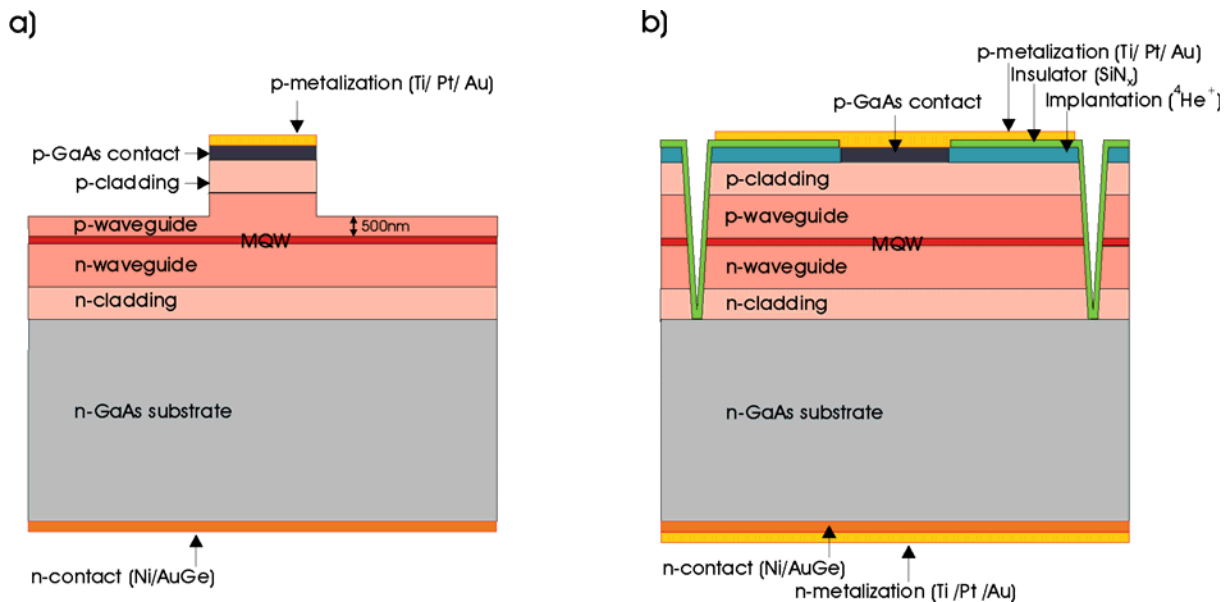 a)
p-metalization (Ti/ Pt/ Au)
p-GaAs contact
p-cladding
p-waveguide
500nm
MQW
n-waveguide
n-cladding
n-GaAs substrate
n-contact (Ni/AuGe)
b)
p-metalization (Ti/ Pt/ Au)
Insulator (SiNₓ)
p-GaAs contact
Implantation (⁴He⁺)
p-cladding
p-waveguide
MQW
n-waveguide
n-cladding
n-GaAs substrate
n-contact (Ni/AuGe)
n-metalization (Ti /Pt /Au)